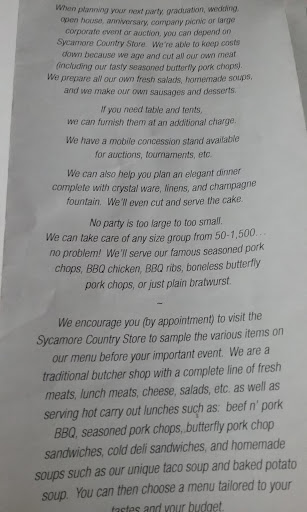 When planning your next party, graduation, wedding,
open house, anniversary, company picnic or large
corporate event or auction, you can depend on
Sycamore Country Store. We're able to keep costs
down because we age and cut all our own meat
(including our tasty seasoned butterfly pork chops).
We prepare all our own fresh salads, homemade soups,
and we make our own sausages and desserts.
If you need table and tents,
we can furnish them at an additional charge.
We have a mobile concession stand available
for auctions, tournaments, etc.
We can also help you plan an elegant dinner
complete with crystal ware, linens, and champagne
fountain. We'll even cut and serve the cake.
No party is too large to too small.
We can take care of any size group from 50-1,500…
no problem! We'll serve our famous seasoned pork
chops, BBQ chicken, BBQ ribs, boneless butterfly
pork chops, or just plain bratwurst.
~
We encourage you (by appointment) to visit the
Sycamore Country Store to sample the various items on
our menu before your important event. We are a
traditional butcher shop with a complete line of fresh
meats, lunch meats, cheese, salads, etc. as well as
serving hot carry out lunches such as: beef n' pork
BBQ, seasoned pork chops, butterfly pork chop
sandwiches, cold deli sandwiches, and homemade
soups such as our unique taco soup and baked potato
soup. You can then choose a menu tailored to your
tastes and your budget.